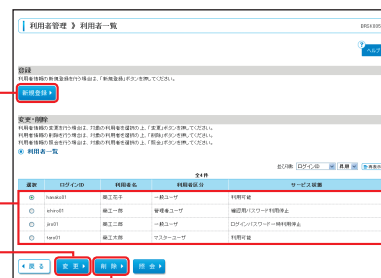 利用者管理 》 利用者一覧
BRSK005
ヘルプ
登録
利用者情報の新規登録を行う場合は、「新規登録」ボタンを押してください。
新規登録
変更・削除
利用者情報の変更を行う場合は、対象の利用者を選択の上、「変更」ボタンを押してください。
利用者情報の削除を行う場合は、対象の利用者を選択の上、「削除」ボタンを押してください。
利用者情報の照会を行う場合は、対象の利用者を選択の上、「照会」ボタンを押してください。
利用者一覧
並び順: ログインID 昇順 再表示
全4件
選択 ログインID 利用者名 利用者区分 サービス状態
hanako01 花子 一般ユーザ 利用可能
ichiro01 一郎 管理者ユーザ 確認用パスワード利用停止
jiro01 二郎 一般ユーザ ログインパスワード一時利用停止
taro01 太郎 マスターユーザ 利用可能
戻る 変更 削除 照会